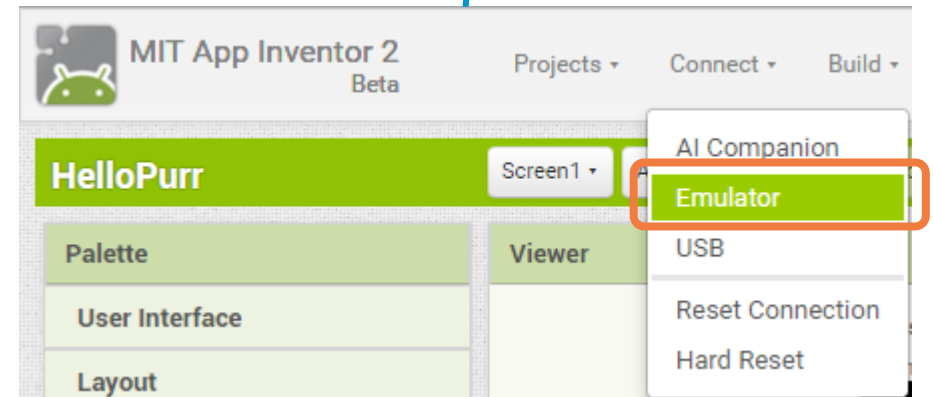 MIT App Inventor 2
Beta
Projects
Connect
Build
HelloPurr
Screen1
AI Companion
Emulator
USB
Reset Connection
Hard Reset
Palette
Viewer
User Interface
Layout